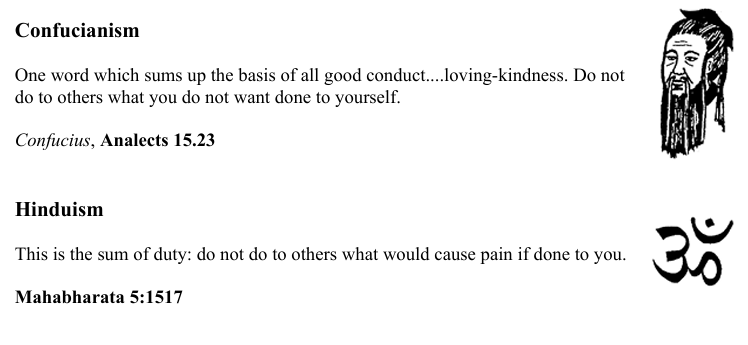 Confucianism
One word which sums up the basis of all good conduct....loving-kindness. Do not
do to others what you do not want done to yourself.
Confucius, Analects 15.23
Hinduism
This is the sum of duty: do not do to others what would cause pain if done to you.
Mahabharata 5:1517
ॐ